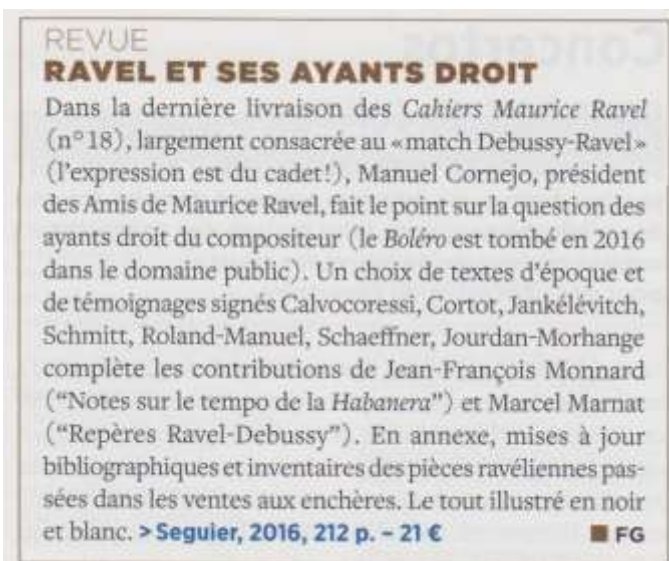 REVUE
RAVEL ET SES AYANTS DROIT
Dans la dernière livraison des Cahiers Maurice Ravel
(n° 18), largement consacrée au «match Debussy-Ravel»
(l'expression est du cadet!), Manuel Cornejo, président
des Amis de Maurice Ravel, fait le point sur la question des
ayants droit du compositeur (le Boléro est tombé en 2016
dans le domaine public). Un choix de textes d'époque et
de témoignages signés Calvocoressi, Cortot, Jankélévitch,
Schmitt, Roland-Manuel, Schaeffner, Jourdan-Morhange
complète les contributions de Jean-François Monnard
("Notes sur le tempo de la Habanera") et Marcel Marnat
("Repères Ravel-Debussy"). En annexe, mises à jour
bibliographiques et inventaires des pièces ravéliennes pas-
sées dans les ventes aux enchères. Le tout illustré en noir
et blanc. > Seguier, 2016, 212 p. – 21 € ■ FG